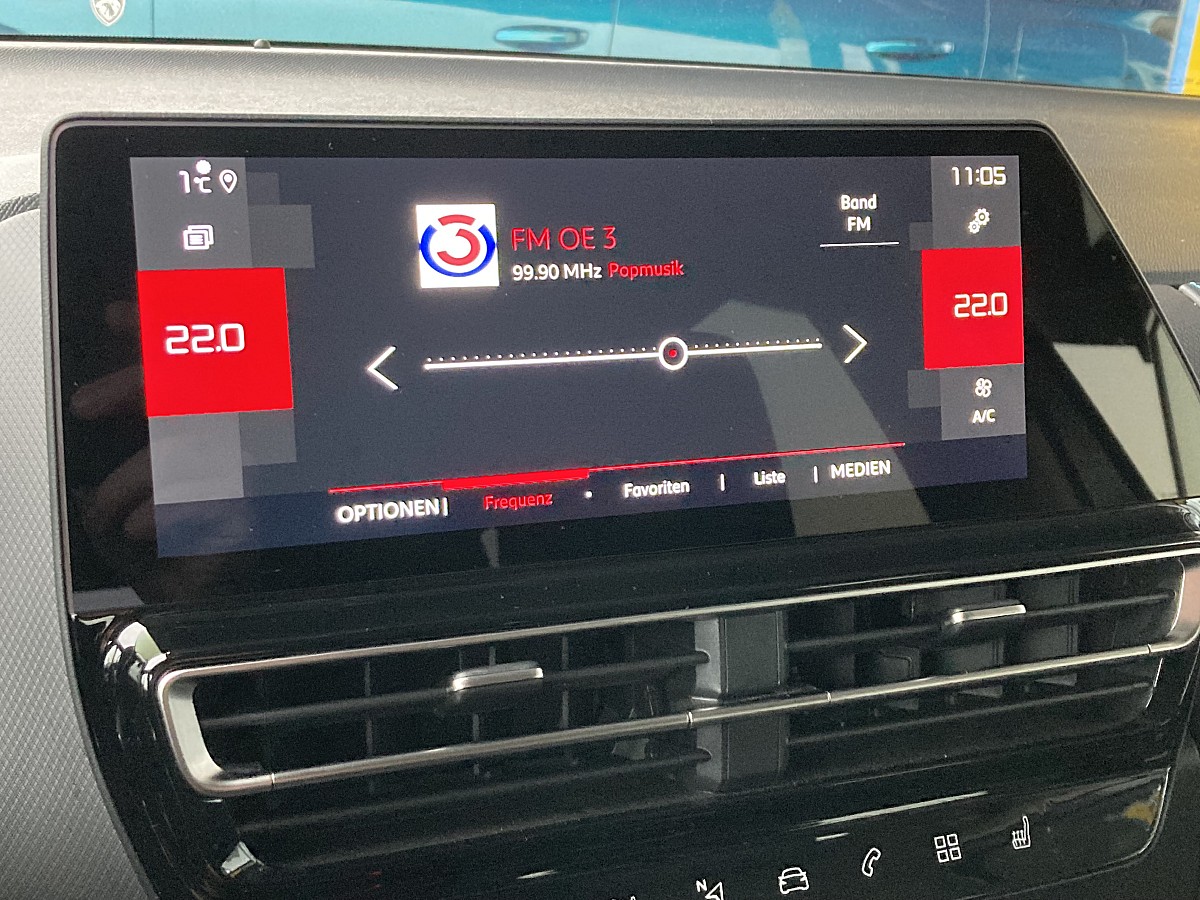 1°C
11:05
Band
FM
3
FM OE 3
99.90 MHz Popmusik
22.0
22.0
A/C
OPTIONEN | Frequenz • Favoriten | Liste | MEDIEN
N